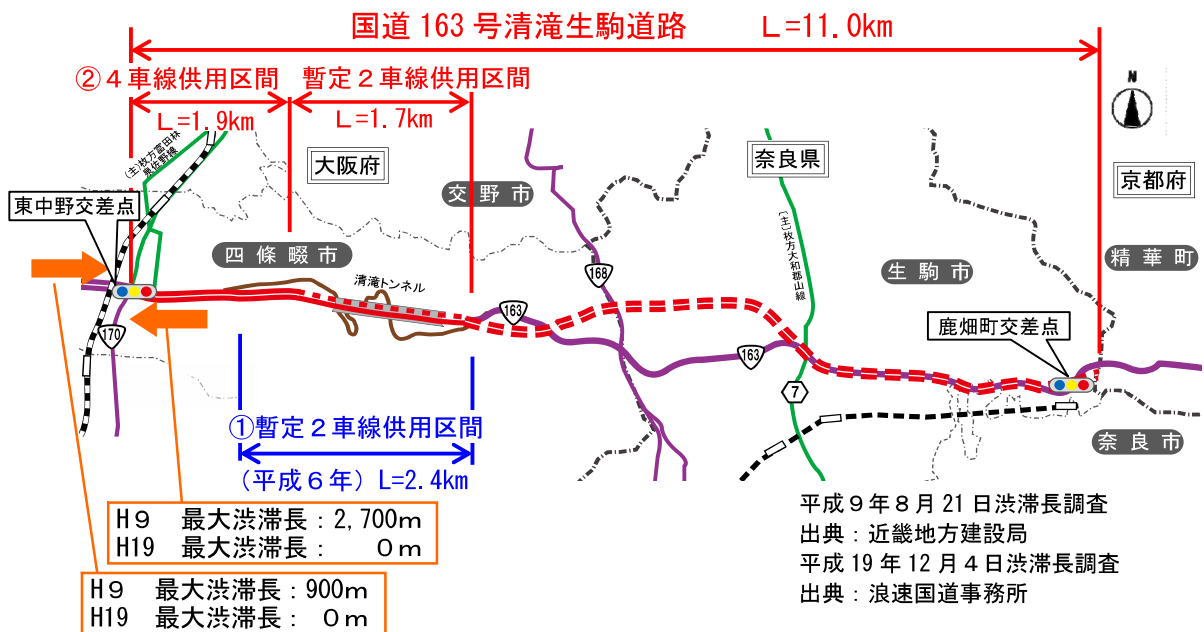 国道163号清滝生駒道路 L=11.0km
②４車線供用区間
L=1.9km
暫定２車線供用区間
L=1.7km
N
(主)枚方富田林
泉佐野線
大阪府
奈良県
京都府
交野市
東中野交差点
四條畷市
清滝トンネル
168
(主)枚方大和郡山線
生駒市
精華町
163
163
170
7
鹿畑町交差点
奈良市
①暫定２車線供用区間
(平成６年) L=2.4km
H９ 最大渋滞長：2,700m
H19 最大渋滞長： ０m
H９ 最大渋滞長：900m
H19 最大渋滞長： ０m
平成９年８月21日渋滞長調査
出典：近畿地方建設局
平成19年12月４日渋滞長調査
出典：浪速国道事務所